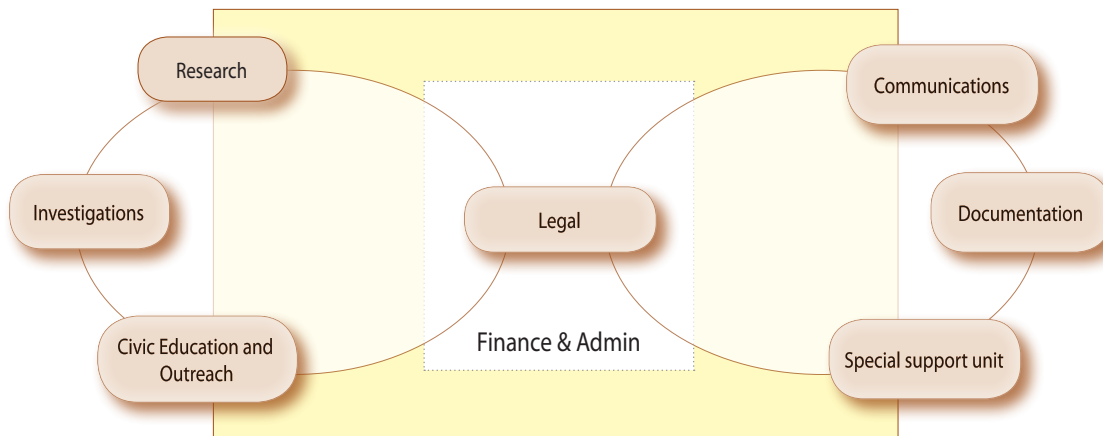 Research
Communications
Investigations
Legal
Documentation
Finance & Admin
Civic Education and
Outreach
Special support unit